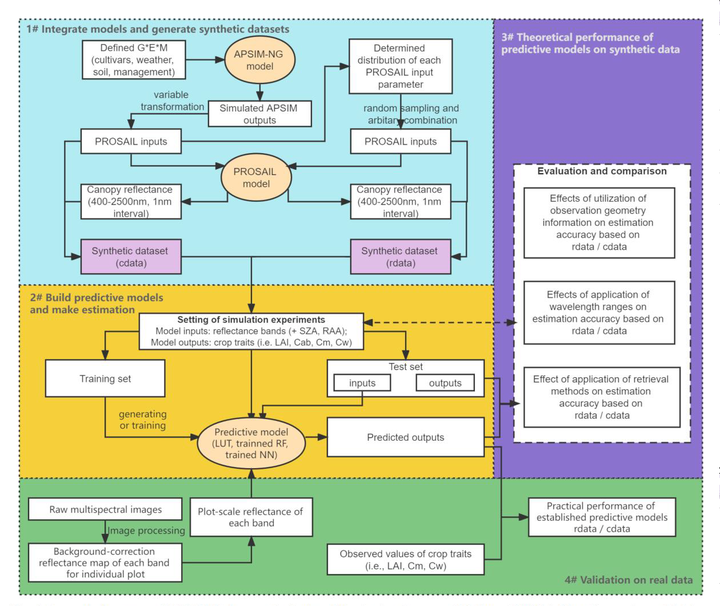 1# Integrate models and generate synthetic datasets
Defined G*E*M
(cultivars, weather,
soil, management)
APSIM-NG
model
Determined
distribution of each
PROSAIL input
parameter
variable
transformation
Simulated APSIM
outputs
random sampling and
arbitary combination
PROSAIL inputs
PROSAIL inputs
PROSAIL
model
Canopy reflectance
(400-2500nm, 1nm
interval)
Canopy reflectance
(400-2500nm, 1nm
interval)
Synthetic dataset
(cdata)
Synthetic dataset
(rdata)
2# Build predictive models
and make estimation
Setting of simulation experiments
Model inputs: reflectance bands (+ SZA, RAA);
Model outputs: crop traits (i.e. LAI, Cab, Cm, Cw)
Training set
Test set
inputs
outputs
generating
or training
Predictive model
(LUT, trainned RF,
trained NN)
Predicted outputs
3# Theoretical performance of
predictive models on synthetic data
Evaluation and comparison
Effects of utilization of
observation geometry
information on estimation
accuracy based on
rdata / cdata
Effects of application of
wavelength ranges on
estimation accuracy based on
rdata / cdata
Effect of application of retrieval
methods on estimation
accuracy based on
rdata / cdata
Raw multispectral images
Image processing
Background-correction
reflectance map of each band
for individual plot
Plot-scale reflectance of
each band
Observed values of crop traits
(i.e., LAI, Cm, Cw)
Practical performance of
established predictive models
rdata / cdata
4# Validation on real data